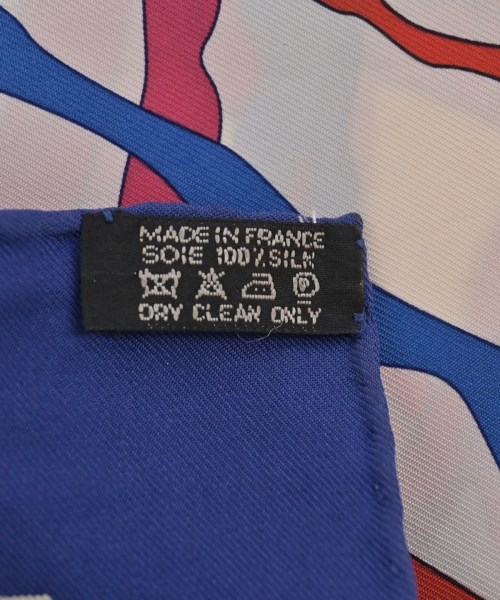 MADE IN FRANCE
SOIE 100% SILK
DRY CLEAN ONLY